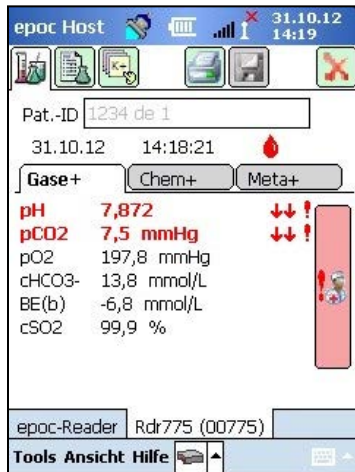 epoc Host 31.10.12
14:19
K+
Pat.-ID 1234 de 1
31.10.12 14:18:21
Gase+ Chem+ Meta+
pH 7,872 ↓↓ !
pCO2 7,5 mmHg ↓↓ !
pO2 197,8 mmHg
cHCO3- 13,8 mmol/L
BE(b) -6,8 mmol/L
cSO2 99,9 %
epoc-Reader Rdr775 (00775)
Tools Ansicht Hilfe